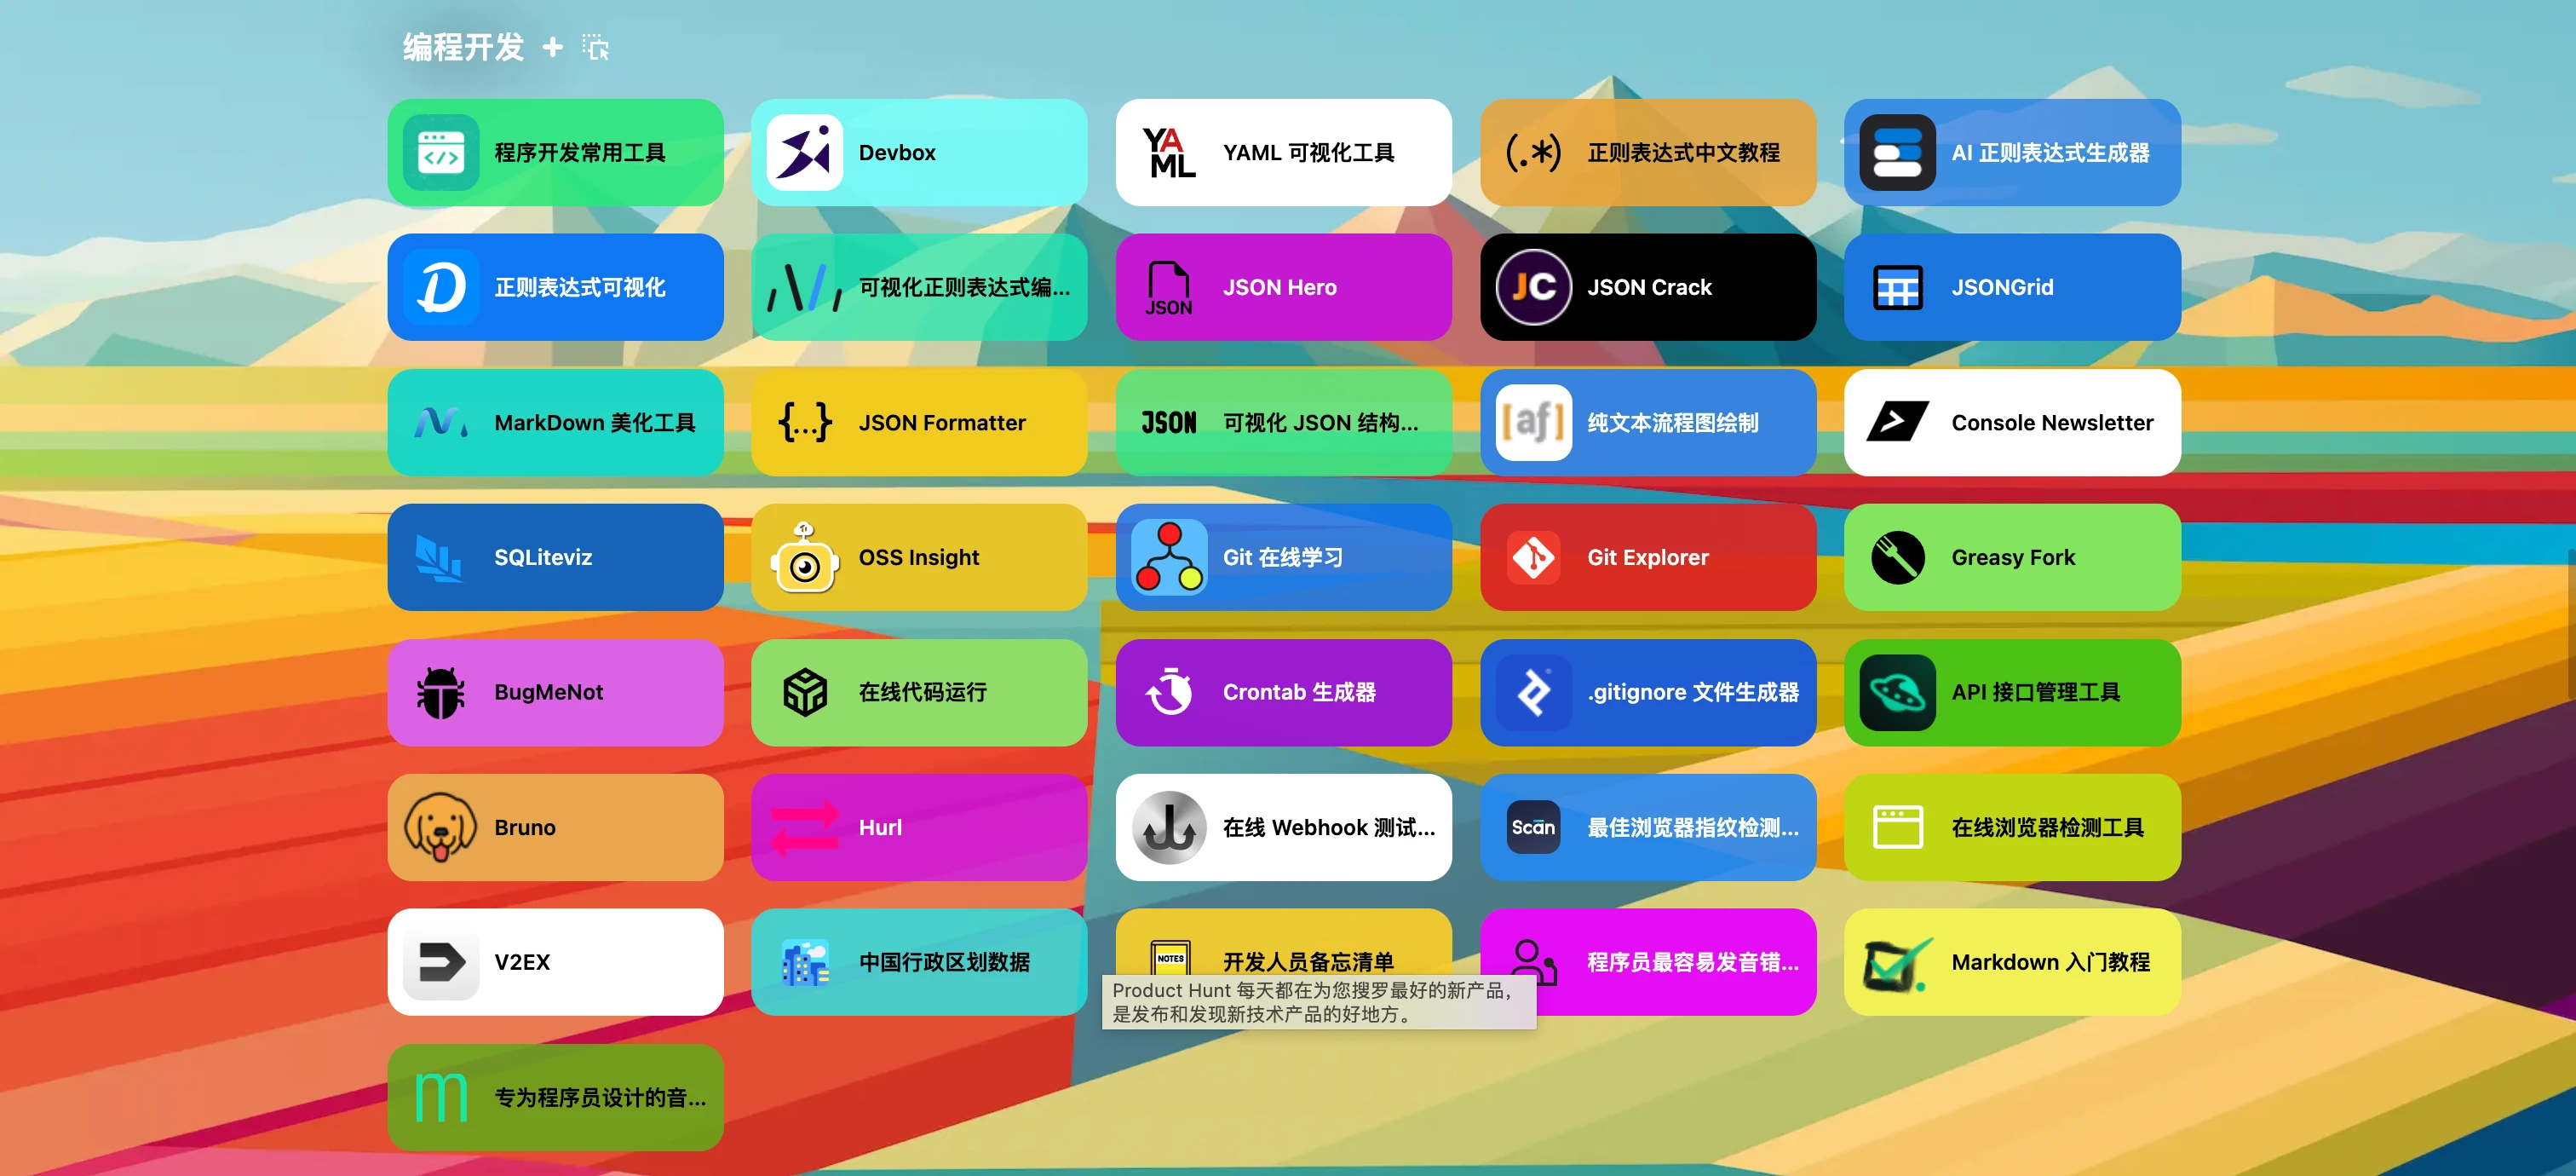 编程开发
程序开发常用工具
Devbox
YA
ML
YAML 可视化工具
(.*)
正则表达式中文教程
AI 正则表达式生成器
正则表达式可视化
可视化正则表达式编...
JSON
JSON Hero
JC
JSON Crack
JSONGrid
MarkDown 美化工具
{...}
JSON Formatter
JSON
可视化 JSON 结构...
[af]
纯文本流程图绘制
Console Newsletter
SQLiteviz
OSS Insight
Git 在线学习
Git Explorer
Greasy Fork
BugMeNot
在线代码运行
Crontab 生成器
.gitignore 文件生成器
API 接口管理工具
Bruno
Hurl
在线 Webhook 测试...
Scan
最佳浏览器指纹检测...
在线浏览器检测工具
V2EX
中国行政区划数据
NOTES
开发人员备忘清单
程序员最容易发音错...
Markdown 入门教程
Product Hunt 每天都在为您搜罗最好的新产品，
是发布和发现新技术产品的好地方。
m
专为程序员设计的音...